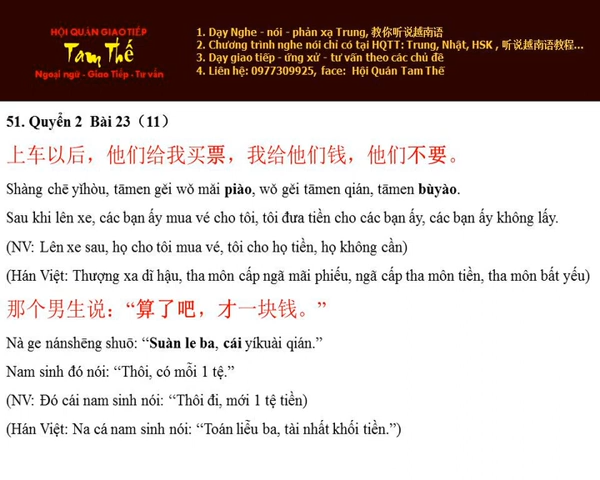 HỘI QUÁN GIAO TIẾP
Tam Thế
Ngoại ngữ - Giao Tiếp - Tư vấn
1. Dạy Nghe - nói - phản xạ Trung, 教你听说越南语
2. Chương trình nghe nói chỉ có tại HQTT: Trung, Nhật, HSK , 听说越南语教程...
3. Dạy giao tiếp - ứng xử - tư vấn theo các chủ đề
4. Liên hệ: 0977309925, face:  Hội Quán Tam Thế
51. Quyển 2  Bài 23（11）
上车以后，他们给我买票，我给他们钱，他们不要。
Shàng chē yǐhòu, tāmen gěi wǒ mǎi piào, wǒ gěi tāmen qián, tāmen bùyào.
Sau khi lên xe, các bạn ấy mua vé cho tôi, tôi đưa tiền cho các bạn ấy, các bạn ấy không lấy.
(NV: Lên xe sau, họ cho tôi mua vé, tôi cho họ tiền, họ không cần)
(Hán Việt: Thượng xa dĩ hậu, tha môn cấp ngã mãi phiếu, ngã cấp tha môn tiền, tha môn bất yếu)
那个男生说：“算了吧，才一块钱。”
Nà ge nánshēng shuō: “Suàn le ba, cái yíkuài qián.”
Nam sinh đó nói: “Thôi, có mỗi 1 tệ.”
(NV: Đó cái nam sinh nói: “Thôi đi, mới 1 tệ tiền)
(Hán Việt: Na cá nam sinh nói: “Toán liễu ba, tài nhất khối tiền.”)